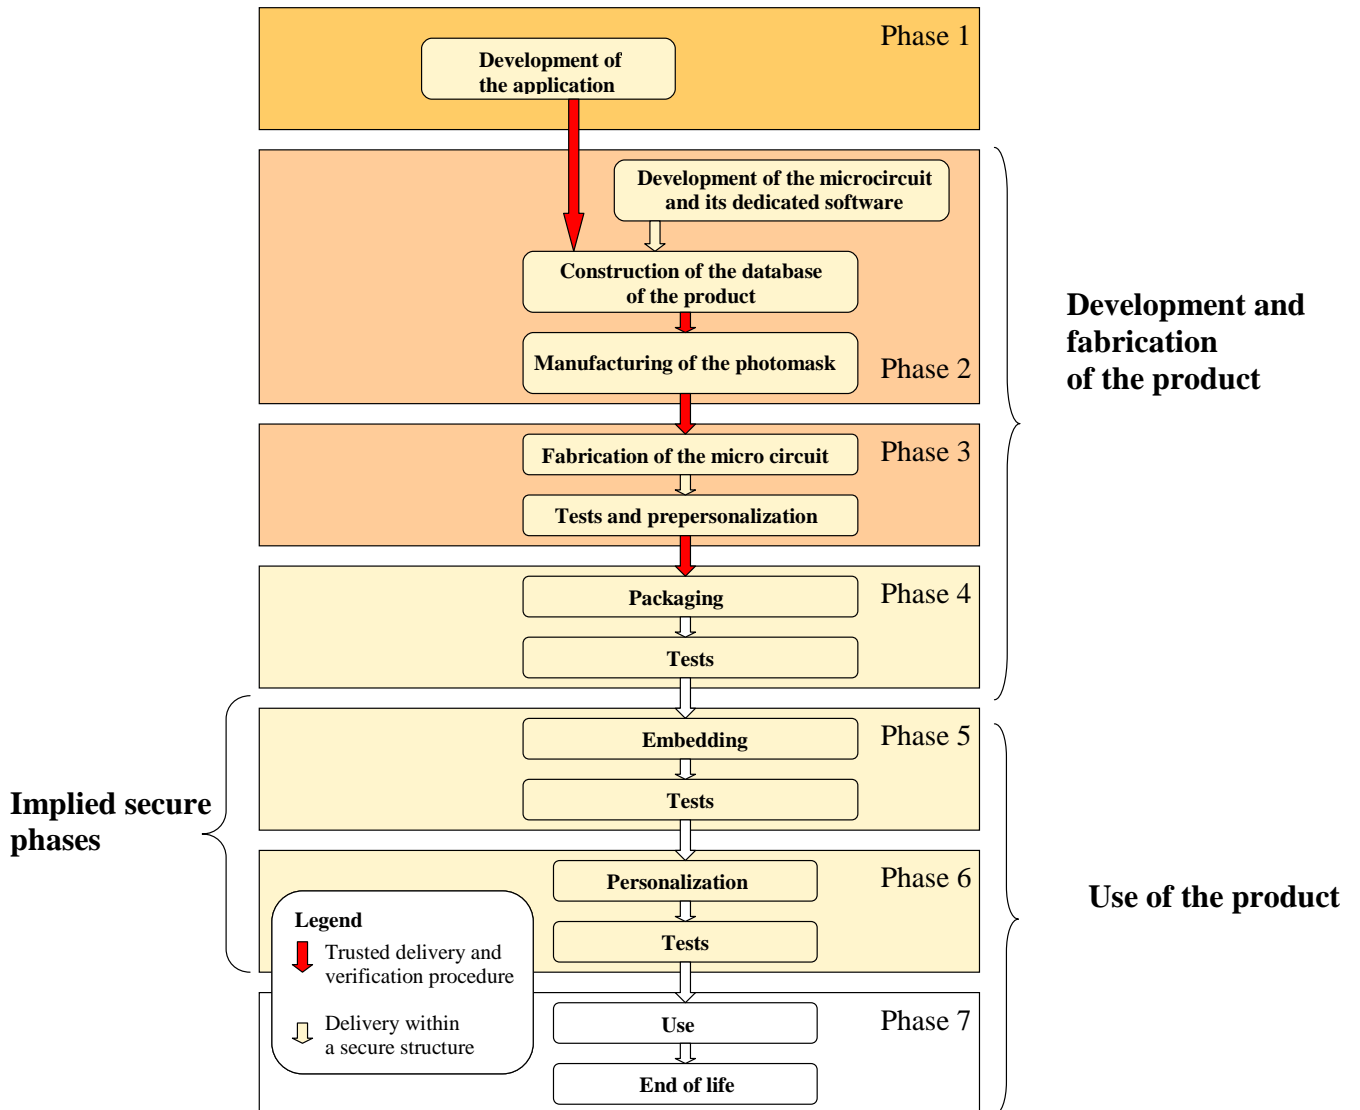 Phase 1
Development of
the application
Development of the microcircuit
and its dedicated software
Construction of the database
of the product
Manufacturing of the photomask
Phase 2
Development and
fabrication
of the product
Phase 3
Fabrication of the micro circuit
Tests and prepersonalization
Phase 4
Packaging
Tests
Phase 5
Embedding
Tests
Implied secure
phases
Phase 6
Personalization
Tests
Use of the product
Legend
Trusted delivery and
verification procedure
Delivery within
a secure structure
Phase 7
Use
End of life